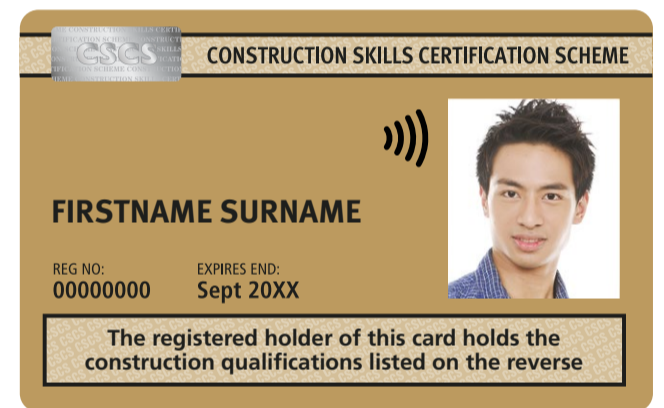 CSCS
CONSTRUCTION SKILLS CERTIFICATION SCHEME
FIRSTNAME SURNAME
REG NO:
00000000
EXPIRES END:
Sept 20XX
The registered holder of this card holds the
construction qualifications listed on the reverse